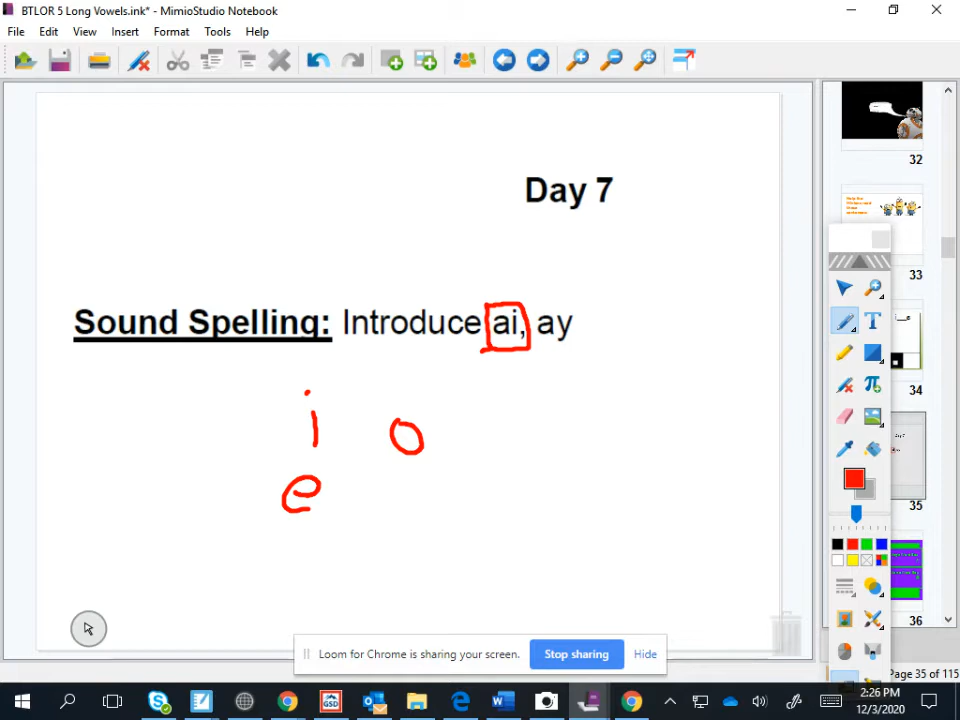 BTLOR 5 Long Vowels.ink* - MimioStudio Notebook
File Edit View Insert Format Tools Help
Day 7
Sound Spelling: Introduce ai, ay
i o
e
32
33
34
35
36
T
π
Loom for Chrome is sharing your screen. Stop sharing Hide
Page 35 of 115
GSD
2:26 PM
12/3/2020